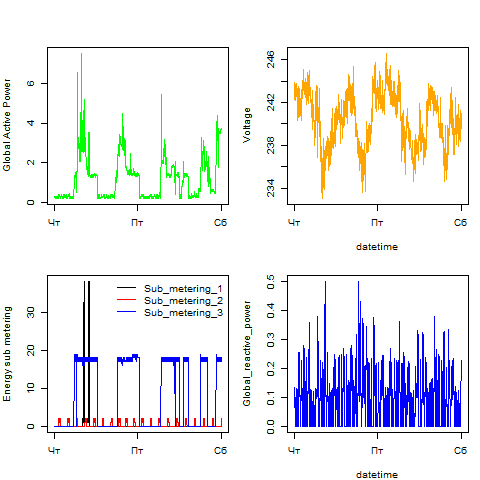 Global Active Power
0 2 4 6
Чт Пт Сб
Voltage
234 238 242 246
Чт Пт Сб
datetime
Energy sub metering
0 10 20 30
Sub_metering_1
Sub_metering_2
Sub_metering_3
Чт Пт Сб
Global_reactive_power
0.0 0.1 0.2 0.3 0.4 0.5
Чт Пт Сб
datetime